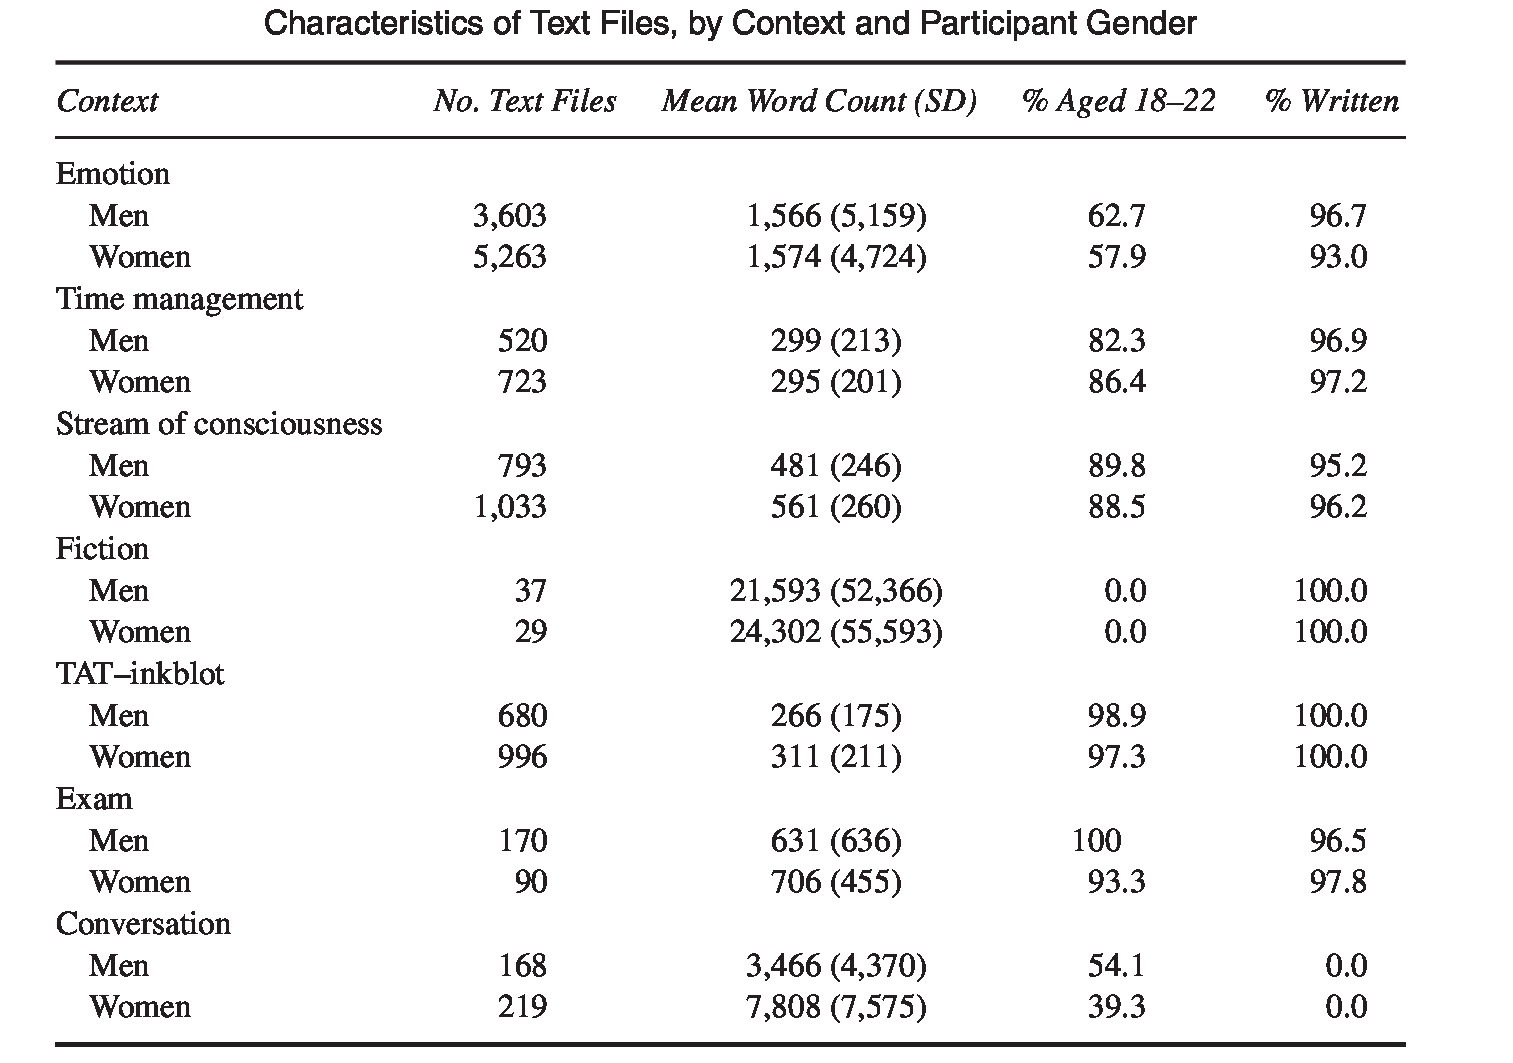 Characteristics of Text Files, by Context and Participant Gender
Context No. Text Files Mean Word Count (SD) % Aged 18–22 % Written
Emotion
Men 3,603 1,566 (5,159) 62.7 96.7
Women 5,263 1,574 (4,724) 57.9 93.0
Time management
Men 520 299 (213) 82.3 96.9
Women 723 295 (201) 86.4 97.2
Stream of consciousness
Men 793 481 (246) 89.8 95.2
Women 1,033 561 (260) 88.5 96.2
Fiction
Men 37 21,593 (52,366) 0.0 100.0
Women 29 24,302 (55,593) 0.0 100.0
TAT–inkblot
Men 680 266 (175) 98.9 100.0
Women 996 311 (211) 97.3 100.0
Exam
Men 170 631 (636) 100 96.5
Women 90 706 (455) 93.3 97.8
Conversation
Men 168 3,466 (4,370) 54.1 0.0
Women 219 7,808 (7,575) 39.3 0.0